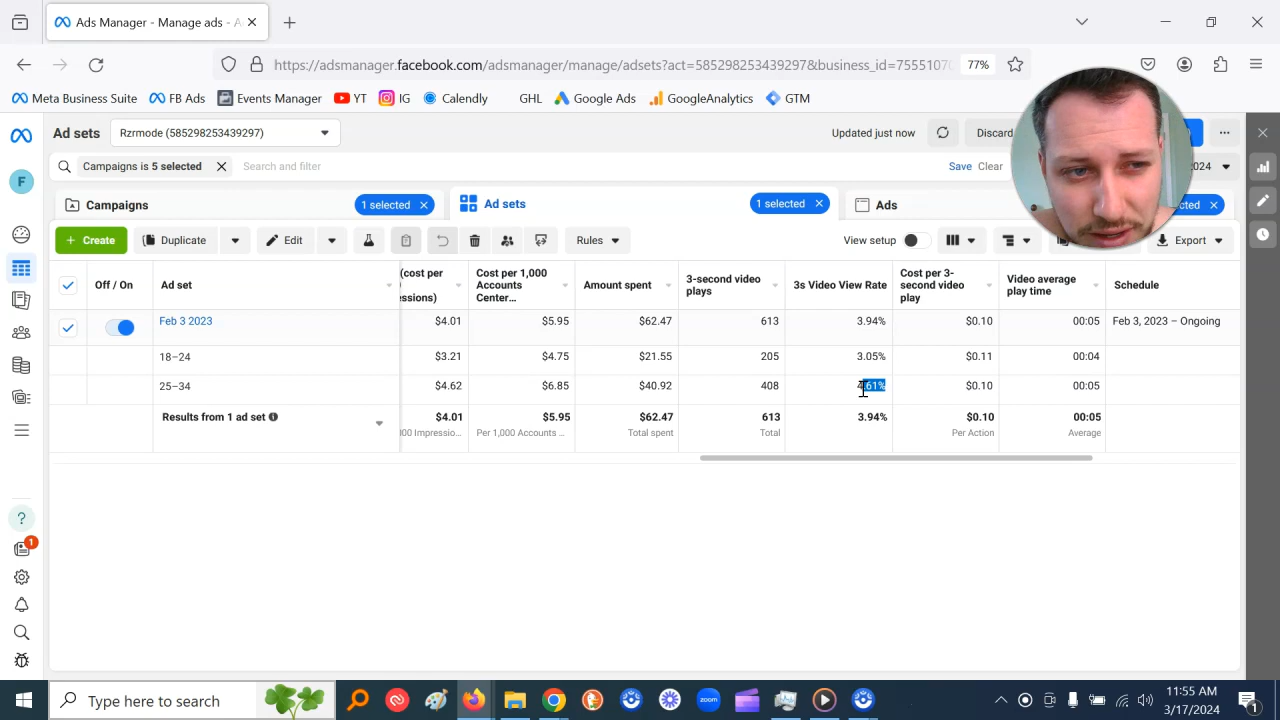 Ads Manager - Manage ads - A
https://adsmanager.facebook.com/adsmanager/manage/adsets?act=585298253439297&business_id=7555107
77%
Meta Business Suite
FB Ads
Events Manager
YT
IG
Calendly
GHL
Google Ads
GoogleAnalytics
GTM
Ad sets
Rzrmode (585298253439297)
Updated just now
Discard
Campaigns is 5 selected
Search and filter
Save
Clear
2024
Campaigns
1 selected
Ad sets
1 selected
Ads
+ Create
Duplicate
Edit
Rules
View setup
Export
Off / On
Ad set
(cost per
Cost per 1,000
Accounts
Center...
Amount spent
3-second video
plays
3s Video View Rate
Cost per 3-
second video
play
Video average
play time
Schedule
Feb 3 2023
$4.01
$5.95
$62.47
613
3.94%
$0.10
00:05
Feb 3, 2023 – Ongoing
18–24
$3.21
$4.75
$21.55
205
3.05%
$0.11
00:04
25–34
$4.62
$6.85
$40.92
408
4.61%
$0.10
00:05
Results from 1 ad set
$4.01
$5.95
$62.47
613
3.94%
$0.10
00:05
Per 1,000 Accounts ...
Total spent
Total
Per Action
Average
1
Type here to search
zoom
11:55 AM
3/17/2024
1